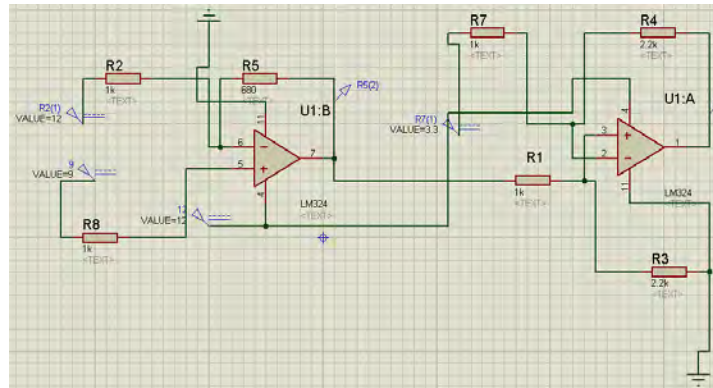 R2
1k
<TEXT>
R2(1)
VALUE=12
R5
680
<TEXT>
R5(2)
U1:B
11
6
5
7
4
LM324
<TEXT>
9
VALUE=9
R8
1k
<TEXT>
12
VALUE=12
R7
1k
<TEXT>
R7(1)
VALUE=3.3
R4
2.2k
<TEXT>
U1:A
4
3
2
1
11
LM324
<TEXT>
R1
1k
<TEXT>
R3
2.2k
<TEXT>